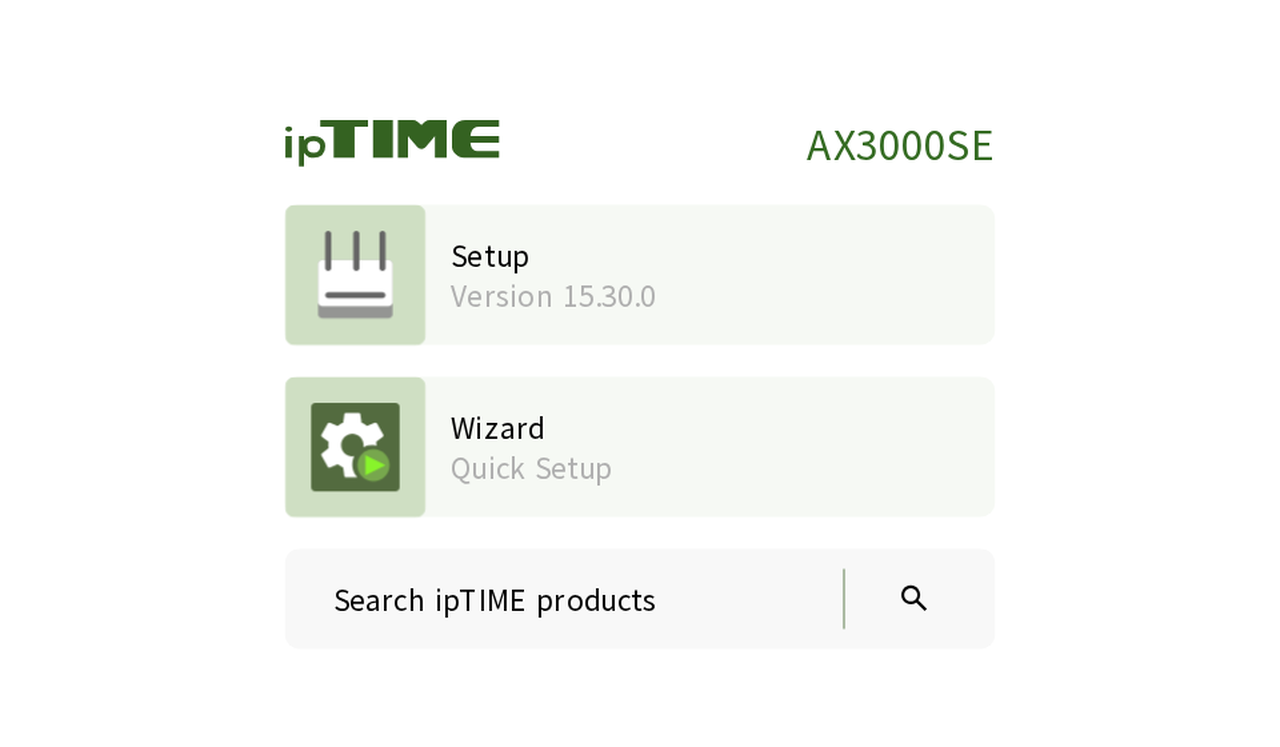 ipTIME
AX3000SE
Setup
Version 15.30.0
Wizard
Quick Setup
Search ipTIME products